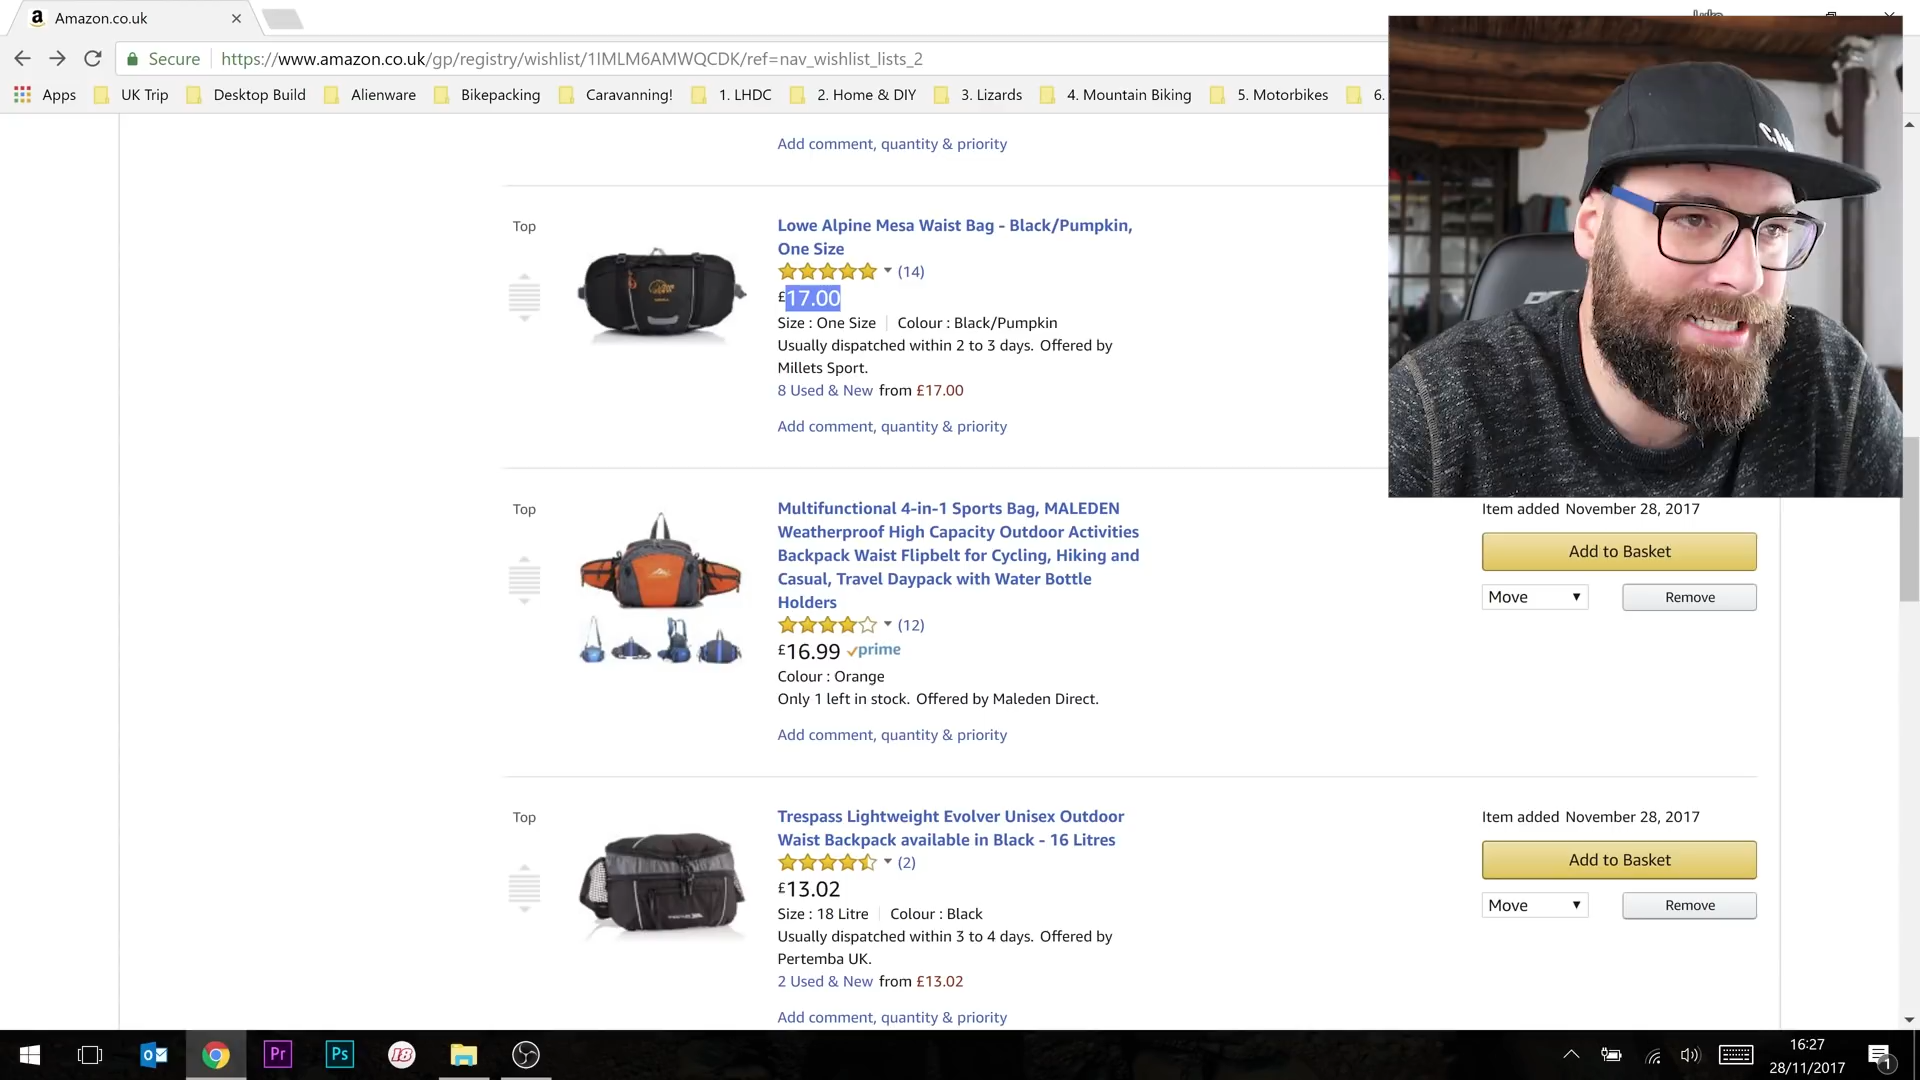 Amazon.co.uk
Secure https://www.amazon.co.uk/gp/registry/wishlist/1IMLM6AMWQCDK/ref=nav_wishlist_lists_2
Apps UK Trip Desktop Build Alienware Bikepacking Caravanning! 1. LHDC 2. Home & DIY 3. Lizards 4. Mountain Biking 5. Motorbikes 6.
Add comment, quantity & priority
Top
Lowe Alpine Mesa Waist Bag - Black/Pumpkin,
One Size
(14)
£17.00
Size : One Size Colour : Black/Pumpkin
Usually dispatched within 2 to 3 days. Offered by
Millets Sport.
8 Used & New from £17.00
Add comment, quantity & priority
Top
Multifunctional 4-in-1 Sports Bag, MALEDEN
Weatherproof High Capacity Outdoor Activities
Backpack Waist Flipbelt for Cycling, Hiking and
Casual, Travel Daypack with Water Bottle
Holders
(12)
£16.99 prime
Colour : Orange
Only 1 left in stock. Offered by Maleden Direct.
Add comment, quantity & priority
Item added November 28, 2017
Add to Basket
Move Remove
Top
Trespass Lightweight Evolver Unisex Outdoor
Waist Backpack available in Black - 16 Litres
(2)
£13.02
Size : 18 Litre Colour : Black
Usually dispatched within 3 to 4 days. Offered by
Pertemba UK.
2 Used & New from £13.02
Add comment, quantity & priority
Item added November 28, 2017
Add to Basket
Move Remove
Pr
Ps
18
16:27
28/11/2017
1